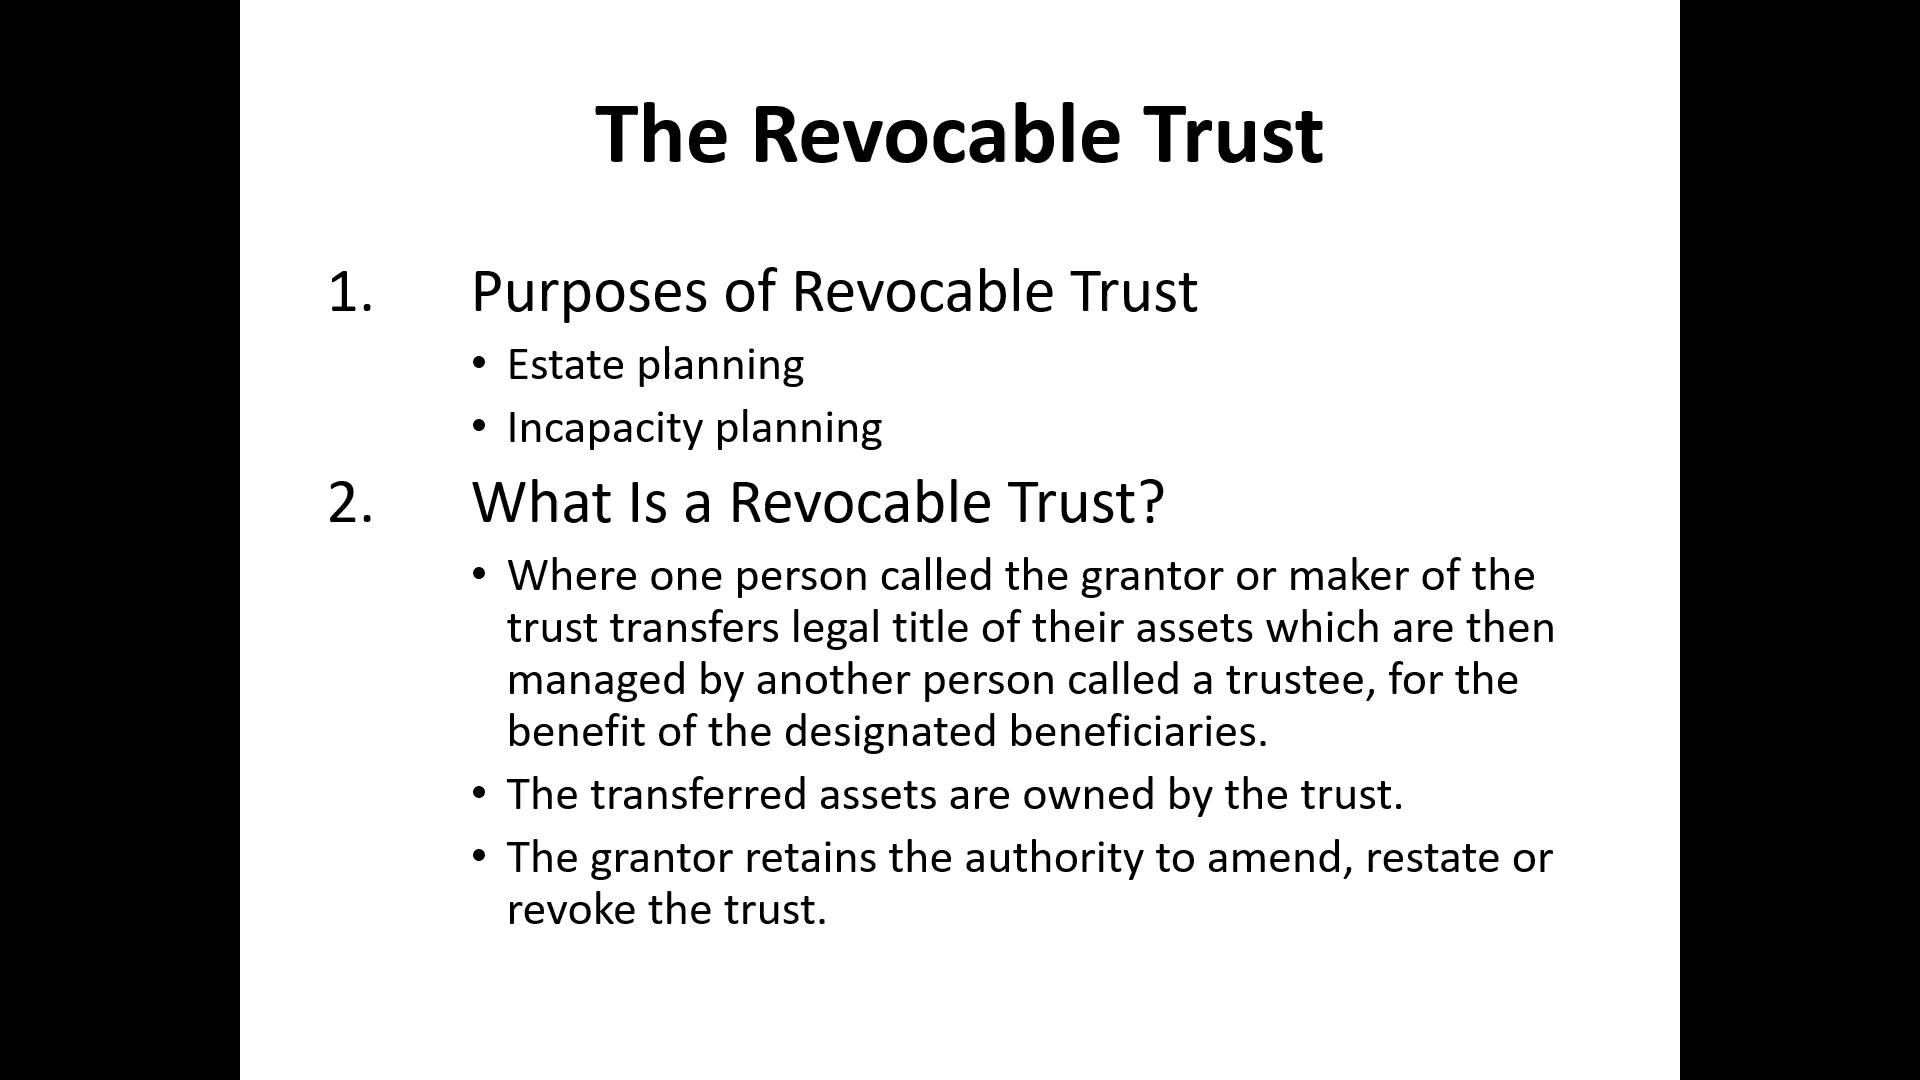 The Revocable Trust
1. Purposes of Revocable Trust
• Estate planning
• Incapacity planning
2. What Is a Revocable Trust?
• Where one person called the grantor or maker of the
trust transfers legal title of their assets which are then
managed by another person called a trustee, for the
benefit of the designated beneficiaries.
• The transferred assets are owned by the trust.
• The grantor retains the authority to amend, restate or
revoke the trust.